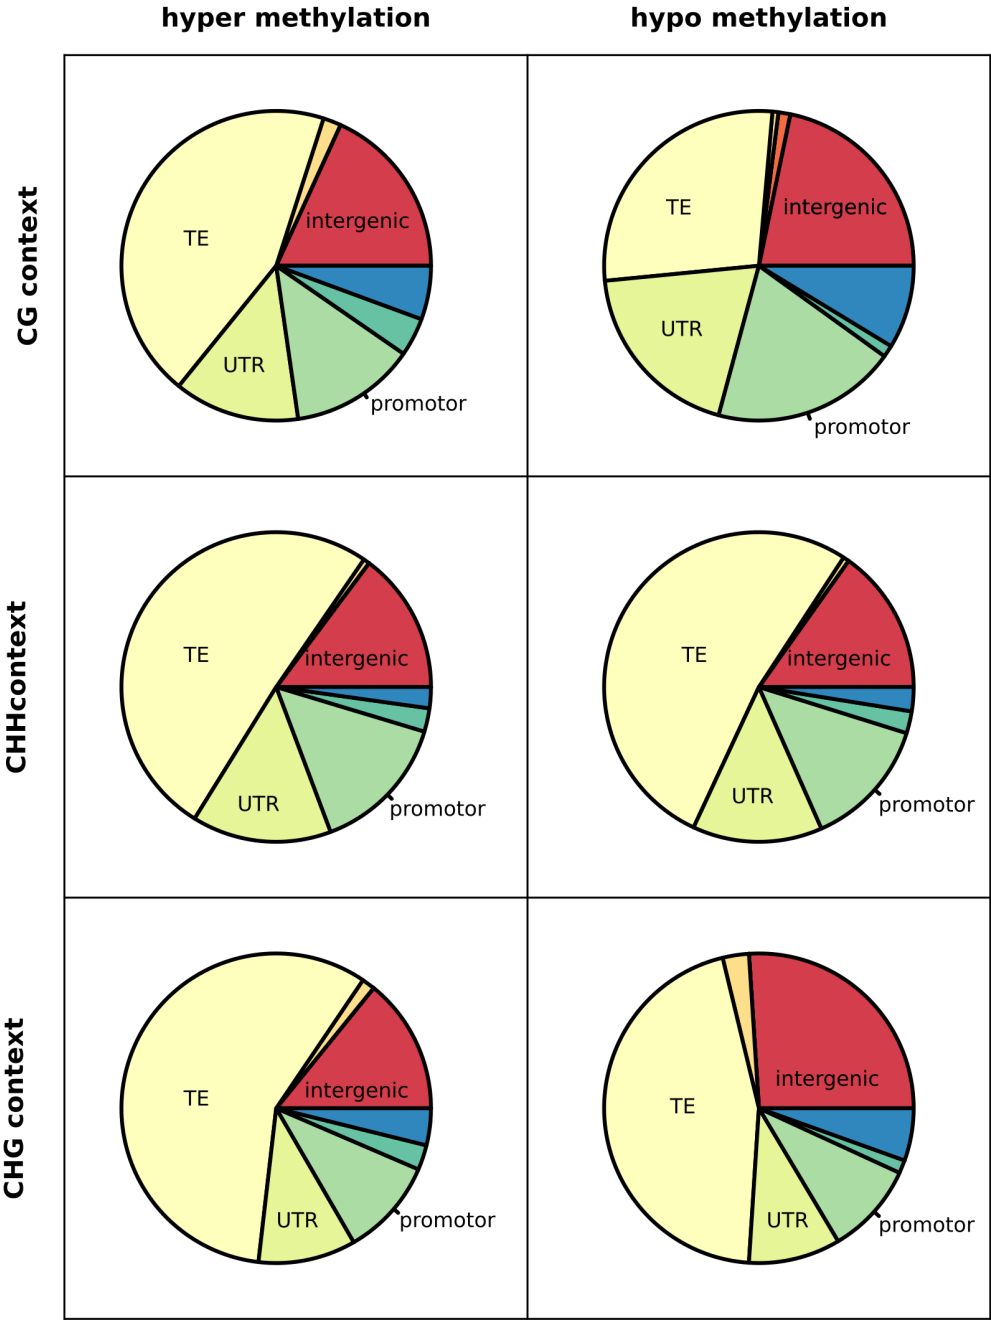 hyper methylation
hypo methylation
CG context
TE
intergenic
UTR
promotor
TE
intergenic
UTR
promotor
CHHcontext
TE
intergenic
UTR
promotor
TE
intergenic
UTR
promotor
CHG context
TE
intergenic
UTR
promotor
TE
intergenic
UTR
promotor